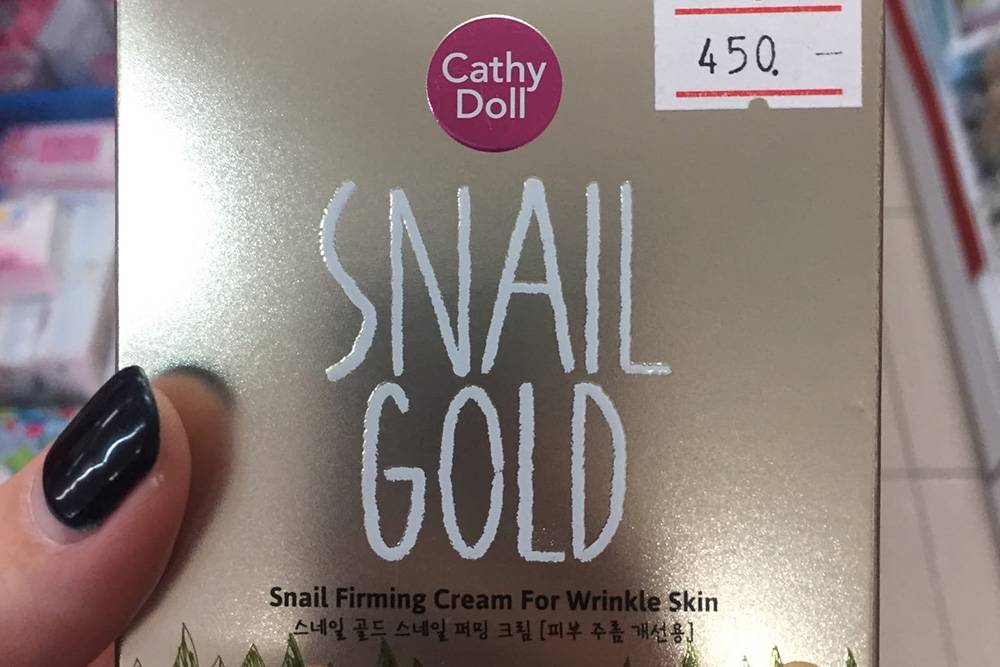 Cathy
Doll
450. —
SNAIL
GOLD
Snail Firming Cream For Wrinkle Skin
스네일 골드 스네일 퍼밍 크림 [피부 주름 개선용]